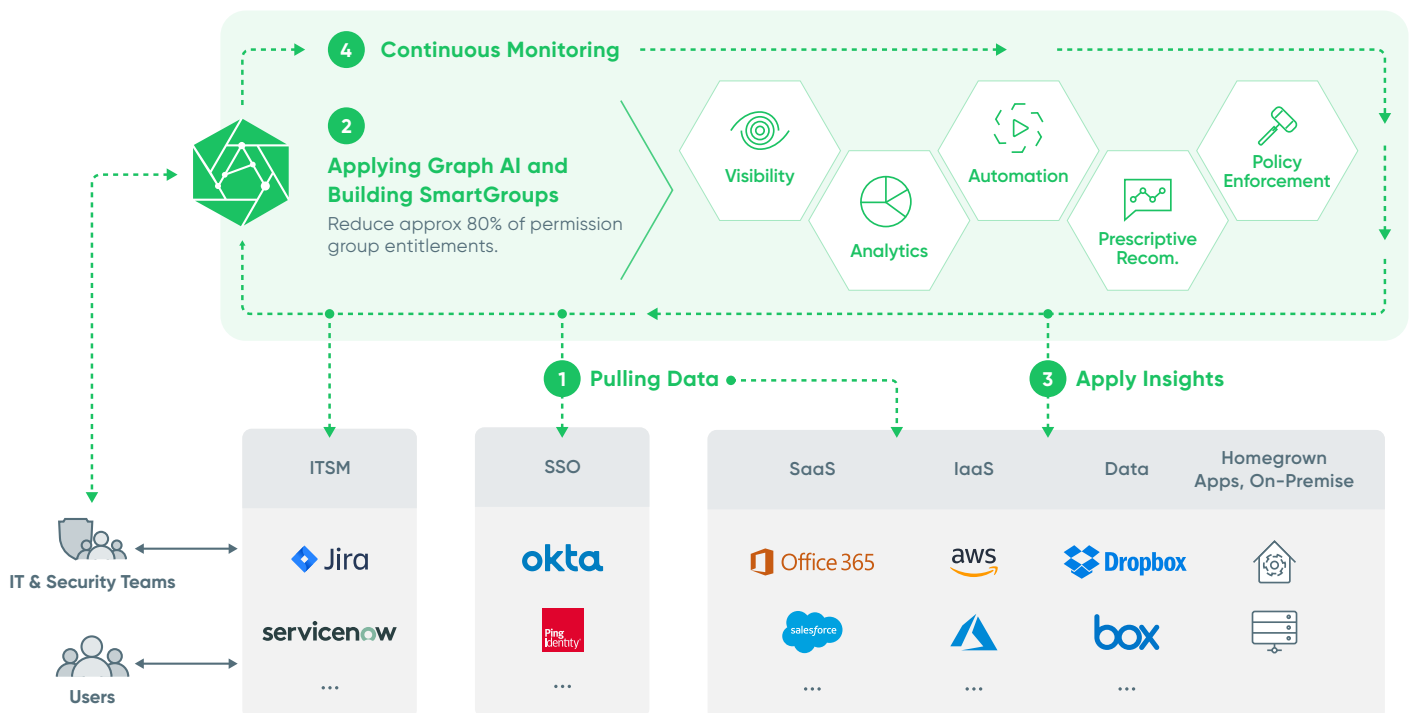 4 Continuous Monitoring
2
Applying Graph AI and
Building SmartGroups
Reduce approx 80% of permission
group entitlements.
Visibility
Analytics
Automation
Prescriptive
Recom.
Policy
Enforcement
1 Pulling Data
3 Apply Insights
ITSM
SSO
SaaS
IaaS
Data
Homegrown
Apps, On-Premise
IT & Security Teams
Users
Jira
servicenow
...
okta
Ping
Identity
...
Office 365
salesforce
...
aws
...
Dropbox
box
...